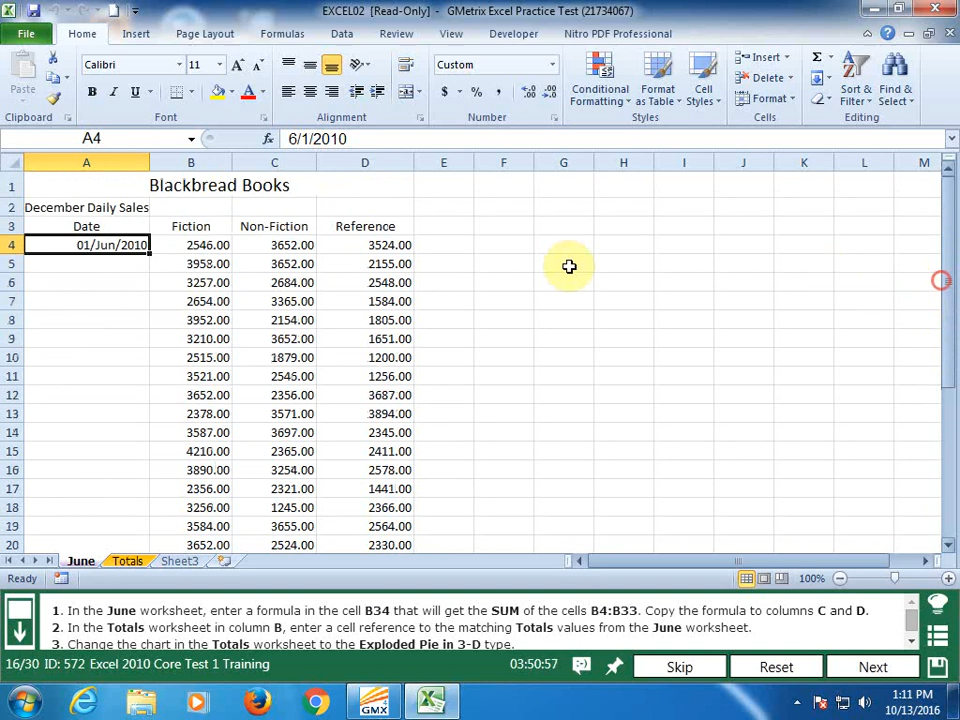 EXCEL02 [Read-Only] - GMetrix Excel Practice Test (21734067)
File Home Insert Page Layout Formulas Data Review View Developer Nitro PDF Professional
Paste Calibri 11 Custom Conditional Formatting Format as Table Cell Styles Insert Delete Format Sort & Filter Find & Select
Clipboard Font Alignment Number Styles Cells Editing
A4 fx 6/1/2010
A B C D E F G H I J K L M
1 Blackbread Books
2 December Daily Sales
3 Date Fiction Non-Fiction Reference
4 01/Jun/2010 2546.00 3652.00 3524.00
5 3958.00 3652.00 2155.00
6 3257.00 2684.00 2548.00
7 2654.00 3365.00 1584.00
8 3952.00 2154.00 1805.00
9 3210.00 3652.00 1651.00
10 2515.00 1879.00 1200.00
11 3521.00 2545.00 1256.00
12 3652.00 2356.00 3687.00
13 2378.00 3571.00 3894.00
14 3587.00 3697.00 2345.00
15 4210.00 2365.00 2411.00
16 3890.00 3254.00 2578.00
17 2356.00 2321.00 1441.00
18 3256.00 1245.00 2366.00
19 3584.00 3655.00 2564.00
20 3652.00 2524.00 2330.00
June Totals Sheet3
Ready 100%
1. In the June worksheet, enter a formula in the cell B34 that will get the SUM of the cells B4:B33. Copy the formula to columns C and D.
2. In the Totals worksheet in column B, enter a cell reference to the matching Totals values from the June worksheet.
3. Change the chart in the Totals worksheet to the Exploded Pie in 3-D type.
16/30 ID: 572 Excel 2010 Core Test 1 Training 03:50:57 Skip Reset Next
GMX
1:11 PM
10/13/2016